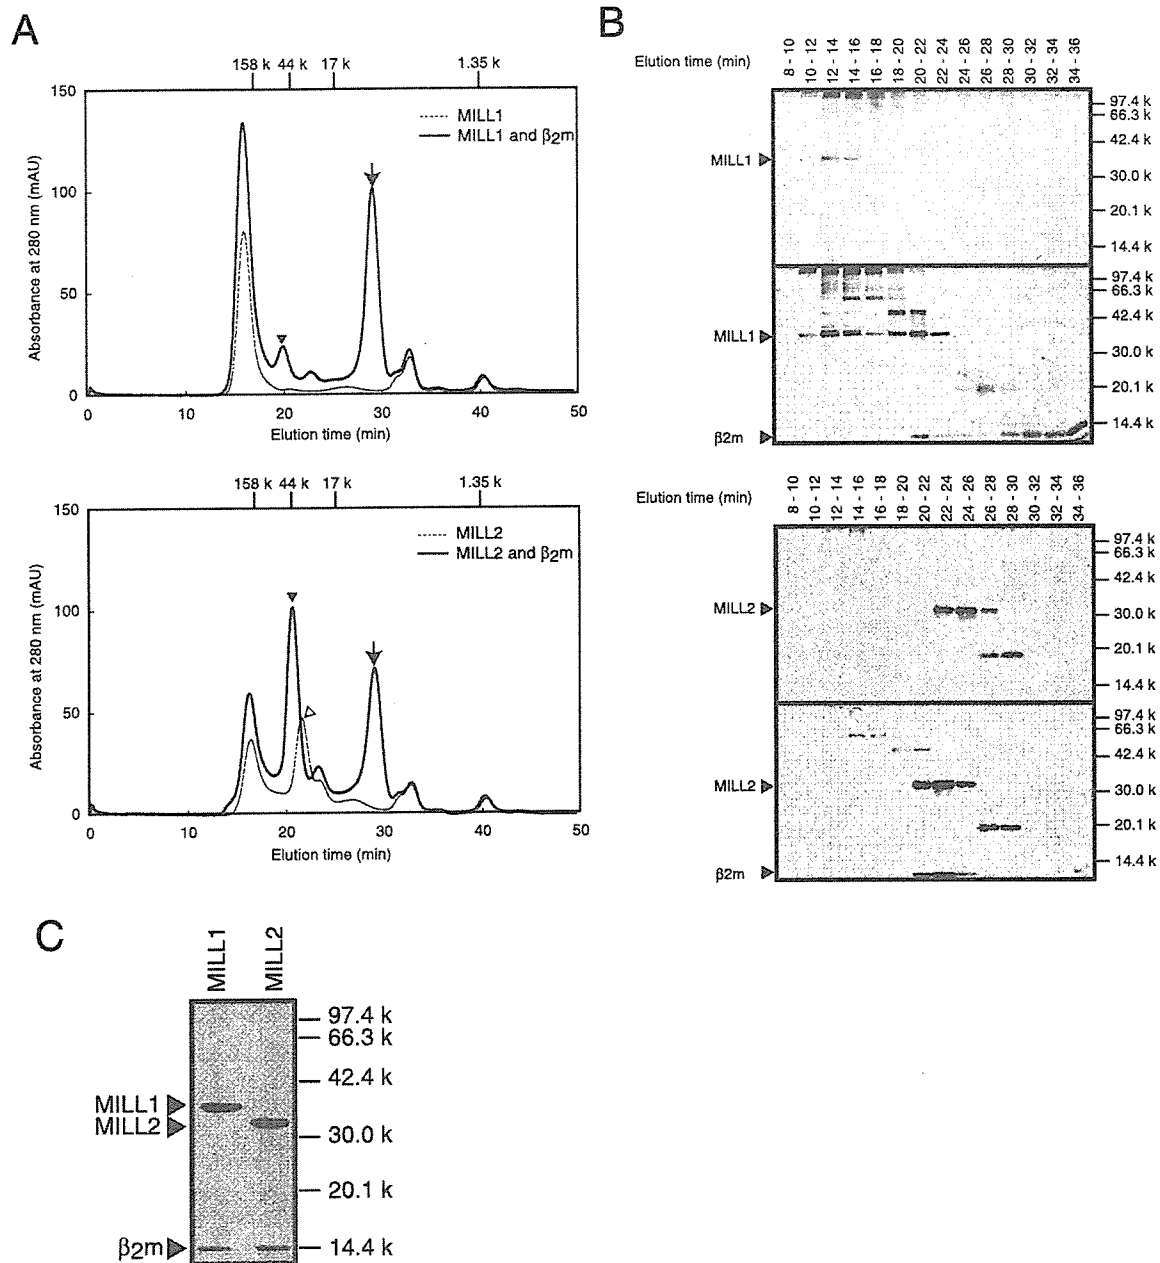 A
158 k 44 k 17 k 1.35 k
150
100
50
0
Absorbance at 280 nm (mAU)
MILL1
MILL1 and β2m
0 10 20 30 40 50
Elution time (min)
158 k 44 k 17 k 1.35 k
150
100
50
0
Absorbance at 280 nm (mAU)
MILL2
MILL2 and β2m
0 10 20 30 40 50
Elution time (min)
B
Elution time (min)
8 - 10 10 - 12 12 - 14 14 - 16 16 - 18 18 - 20 20 - 22 22 - 24 24 - 26 26 - 28 28 - 30 30 - 32 32 - 34 34 - 36
MILL1
97.4 k
66.3 k
42.4 k
30.0 k
20.1 k
14.4 k
MILL1
β2m
97.4 k
66.3 k
42.4 k
30.0 k
20.1 k
14.4 k
Elution time (min)
8 - 10 10 - 12 12 - 14 14 - 16 16 - 18 18 - 20 20 - 22 22 - 24 24 - 26 26 - 28 28 - 30 30 - 32 32 - 34 34 - 36
MILL2
97.4 k
66.3 k
42.4 k
30.0 k
20.1 k
14.4 k
MILL2
β2m
97.4 k
66.3 k
42.4 k
30.0 k
20.1 k
14.4 k
C
MILL1 MILL2
MILL1
MILL2
β2m
97.4 k
66.3 k
42.4 k
30.0 k
20.1 k
14.4 k